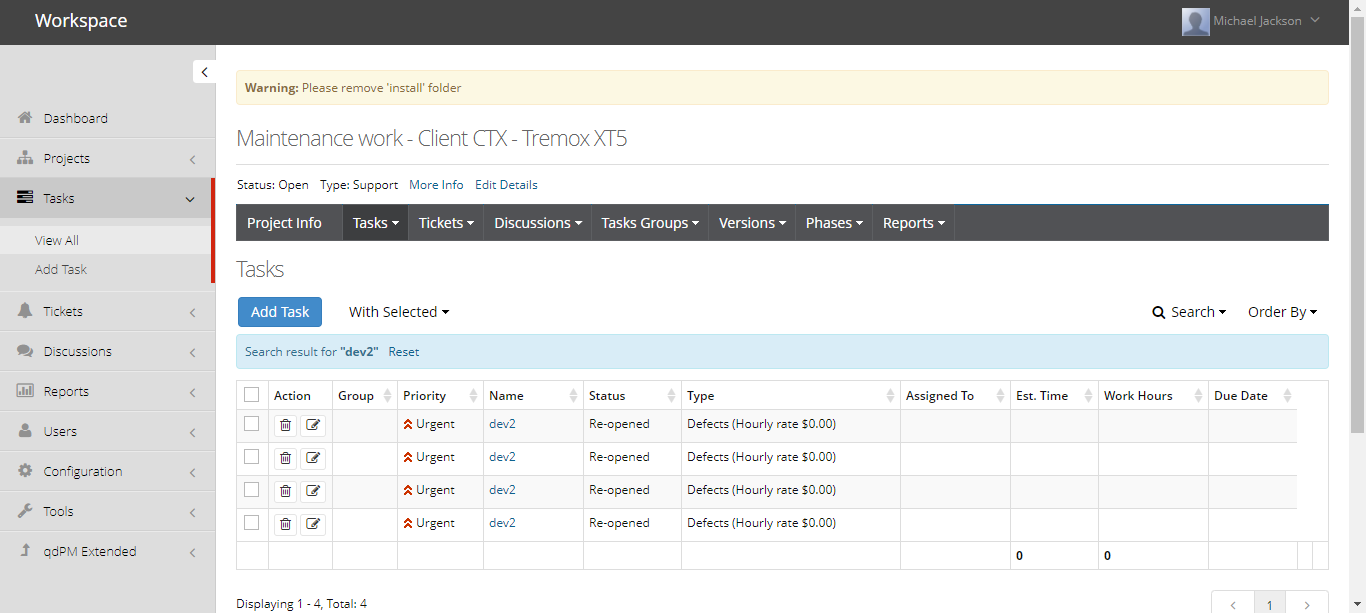 Workspace
Michael Jackson
Dashboard
Projects
Tasks
View All
Add Task
Tickets
Discussions
Reports
Users
Configuration
Tools
qdPM Extended
Warning: Please remove 'install' folder
Maintenance work - Client CTX - Tremox XT5
Status: Open Type: Support More Info Edit Details
Project Info Tasks Tickets Discussions Tasks Groups Versions Phases Reports
Tasks
Add Task With Selected Search Order By
Search result for "dev2" Reset
Action Group Priority Name Status Type Assigned To Est. Time Work Hours Due Date
Urgent dev2 Re-opened Defects (Hourly rate $0.00)
Urgent dev2 Re-opened Defects (Hourly rate $0.00)
Urgent dev2 Re-opened Defects (Hourly rate $0.00)
Urgent dev2 Re-opened Defects (Hourly rate $0.00)
0 0
Displaying 1 - 4, Total: 4
1